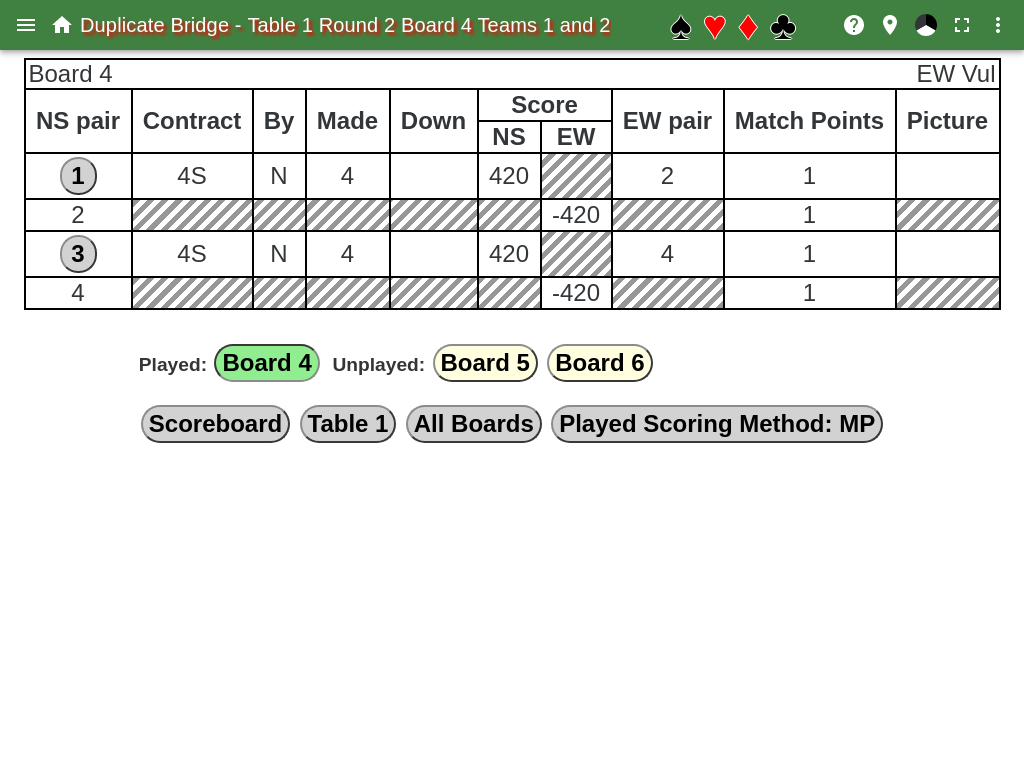 Duplicate Bridge - Table 1 Round 2 Board 4 Teams 1 and 2 ♠ ♥ ♦ ♣
Board 4 EW Vul
NS pair Contract By Made Down Score EW pair Match Points Picture
NS EW
1 4S N 4 420 2 1
2 -420 1
3 4S N 4 420 4 1
4 -420 1
Played: Board 4 Unplayed: Board 5 Board 6
Scoreboard Table 1 All Boards Played Scoring Method: MP